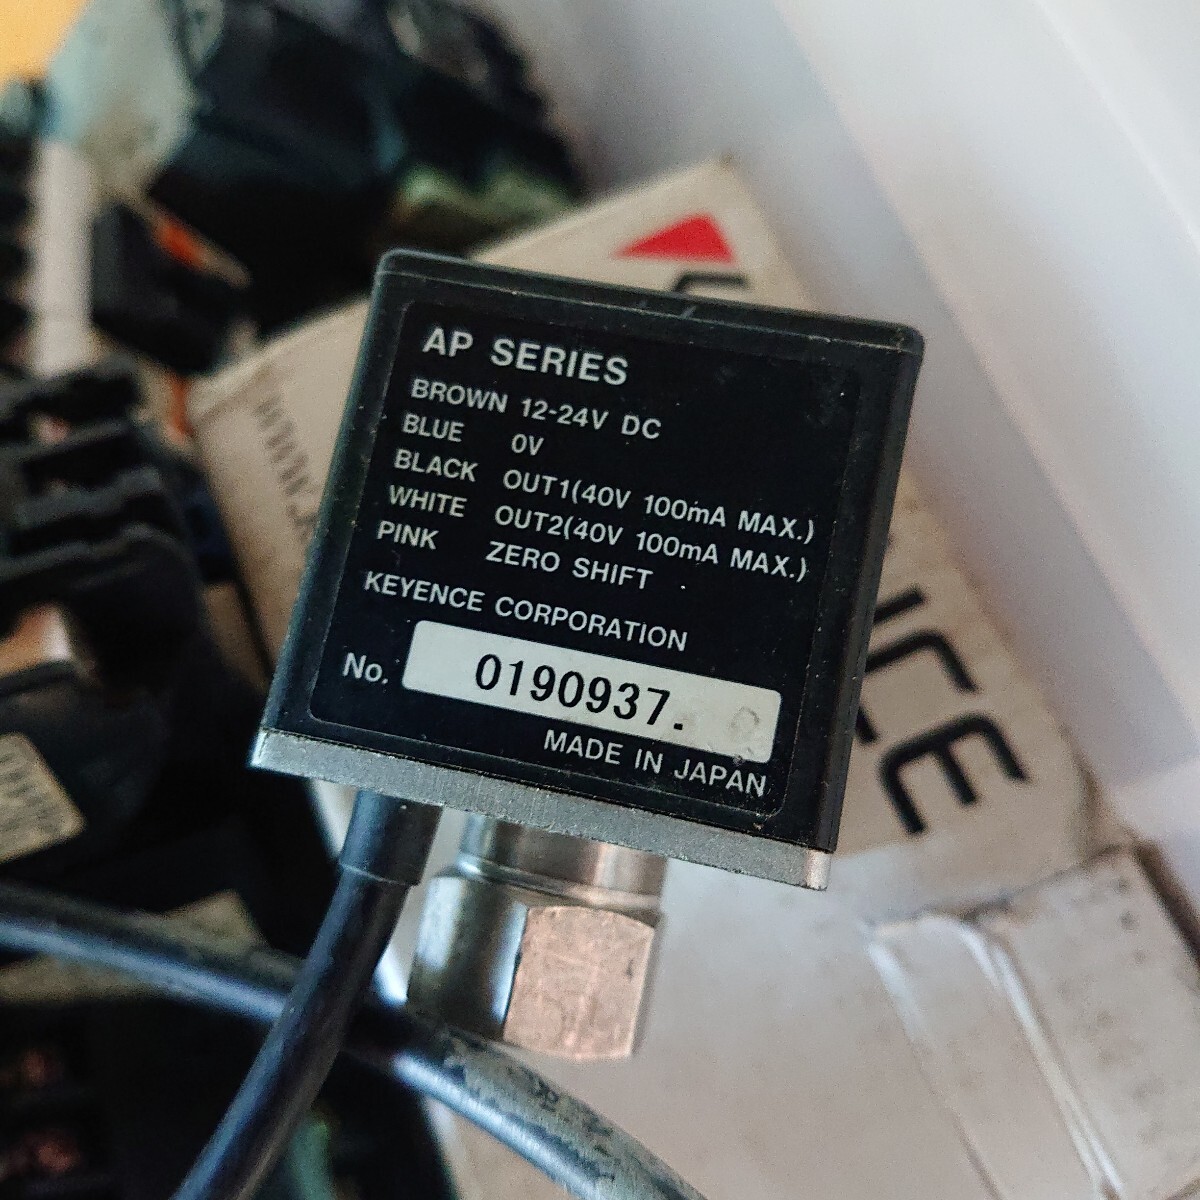 AP SERIES
BROWN 12-24V DC
BLUE 0V
BLACK OUT1(40V 100mA MAX.)
WHITE OUT2(40V 100mA MAX.)
PINK ZERO SHIFT
KEYENCE CORPORATION
No. 0190937.
MADE IN JAPAN